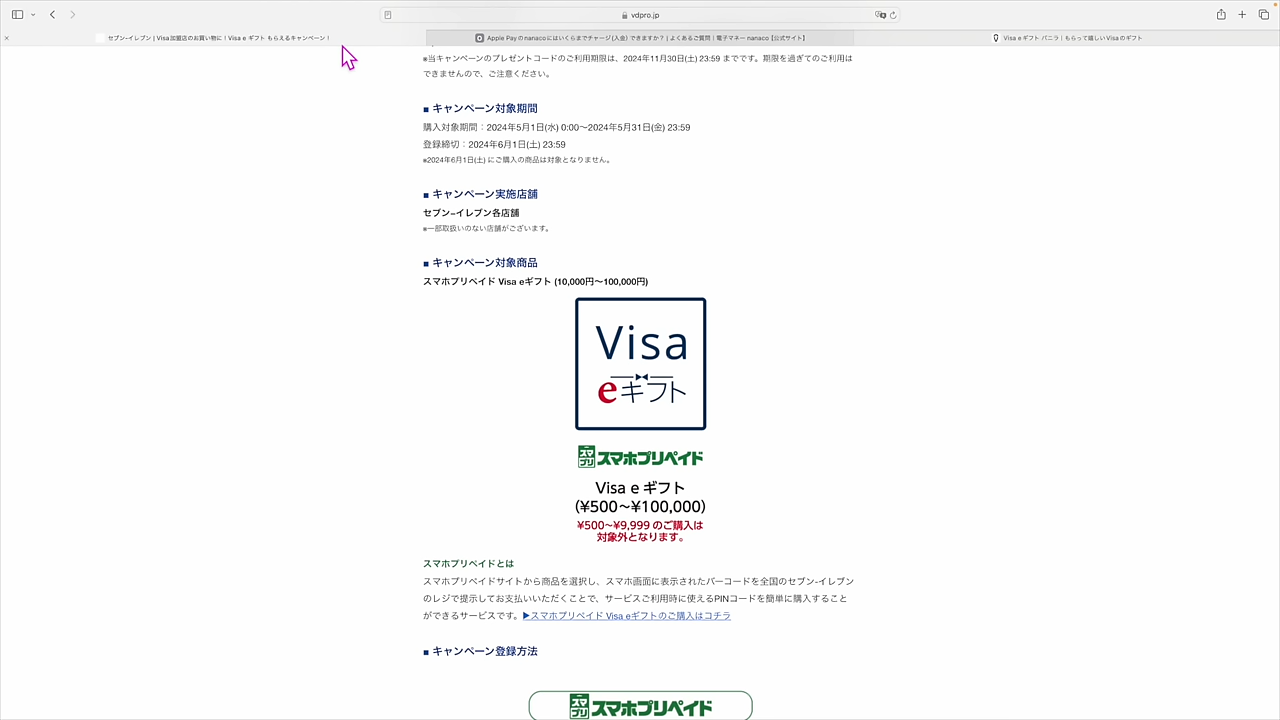 vdpro.jp
セブン-イレブン | Visa加盟店のお買い物に！Visa e ギフト もらえるキャンペーン！
Apple Payのnanacoにはいくらまでチャージ(入金) できますか？ | よくあるご質問 | 電子マネー nanaco 【公式サイト】
Visa e ギフト バニラ | もらって嬉しいVisaのギフト
※当キャンペーンのプレゼントコードのご利用期限は、2024年11月30日(土) 23:59 までです。期限を過ぎてのご利用は
できませんので、ご注意ください。
■ キャンペーン対象期間
購入対象期間：2024年5月1日(水) 0:00〜2024年5月31日(金) 23:59
登録締切：2024年6月1日(土) 23:59
※2024年6月1日(土) にご購入の商品は対象となりません。
■ キャンペーン実施店舗
セブン−イレブン各店舗
※一部取扱いのない店舗がございます。
■ キャンペーン対象商品
スマホプリペイド Visa eギフト (10,000円〜100,000円)
Visa
eギフト
スマプリ スマホプリペイド
Visa e ギフト
(¥500〜¥100,000)
¥500〜¥9,999 のご購入は
対象外となります。
スマホプリペイドとは
スマホプリペイドサイトから商品を選択し、スマホ画面に表示されたバーコードを全国のセブン-イレブン
のレジで提示してお支払いいただくことで、サービスご利用時に使えるPINコードを簡単に購入すること
ができるサービスです。▶スマホプリペイド Visa eギフトのご購入はコチラ
■ キャンペーン登録方法
スマプリ スマホプリペイド